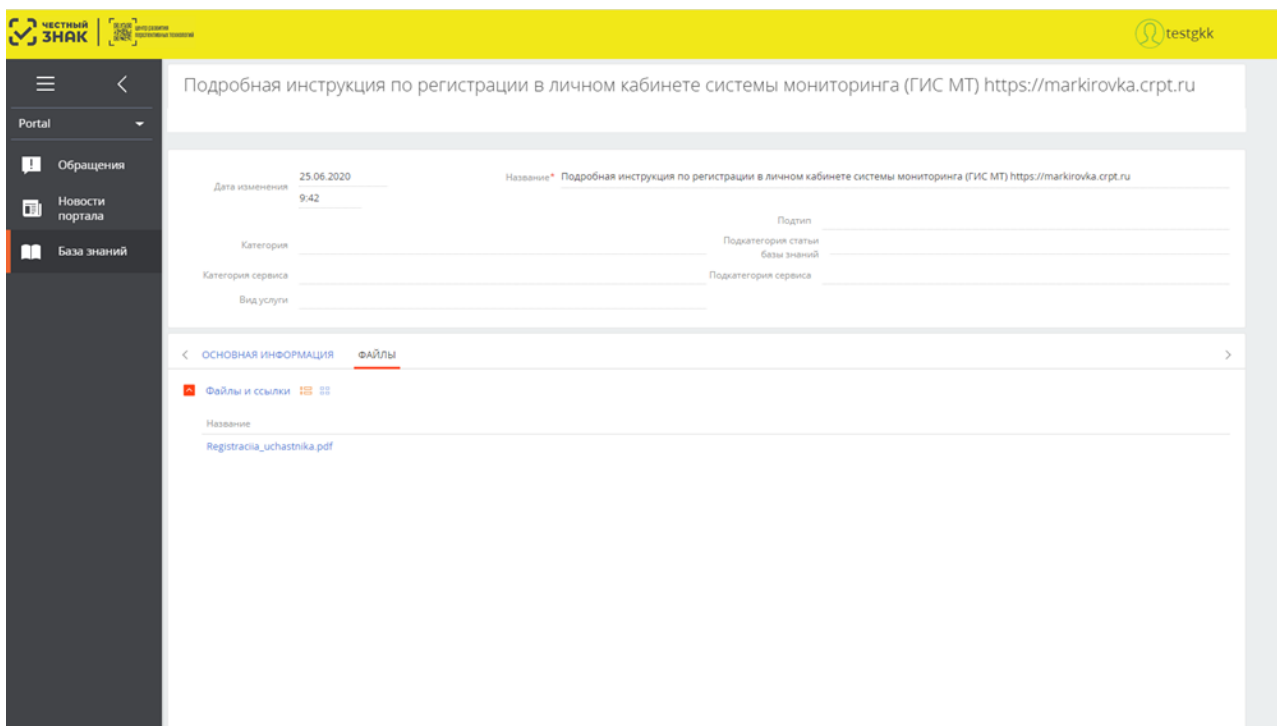 ЧЕСТНЫЙ
ЗНАК
testgkk
Подробная инструкция по регистрации в личном кабинете системы мониторинга (ГИС МТ) https://markirovka.crpt.ru
Portal
Обращения
Новости
портала
База знаний
Дата изменения 25.06.2020
9:42
Название* Подробная инструкция по регистрации в личном кабинете системы мониторинга (ГИС МТ) https://markirovka.crpt.ru
Подтип
Категория
Подкатегория статьи
базы знаний
Категория сервиса
Подкатегория сервиса
Вид услуги
ОСНОВНАЯ ИНФОРМАЦИЯ ФАЙЛЫ
Файлы и ссылки
Название
Registraciia_uchastnika.pdf